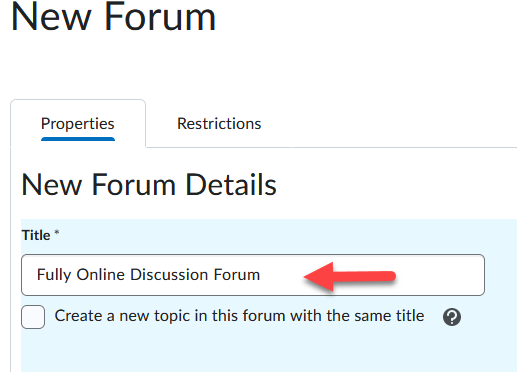 New Forum
Properties Restrictions
New Forum Details
Title *
Fully Online Discussion Forum
Create a new topic in this forum with the same title ?